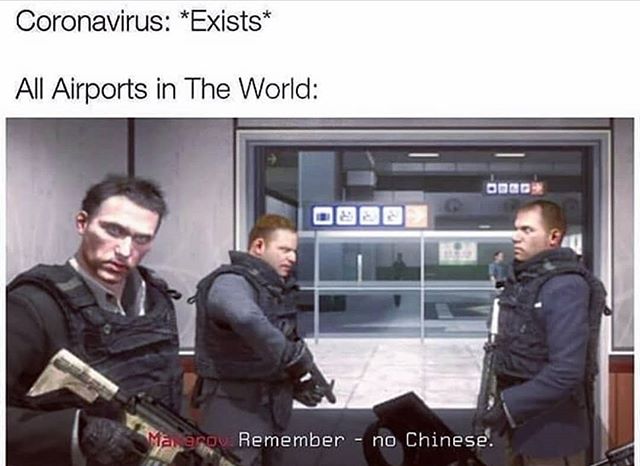 Coronavirus: *Exists*
All Airports in The World:
Makarov: Remember - no Chinese.